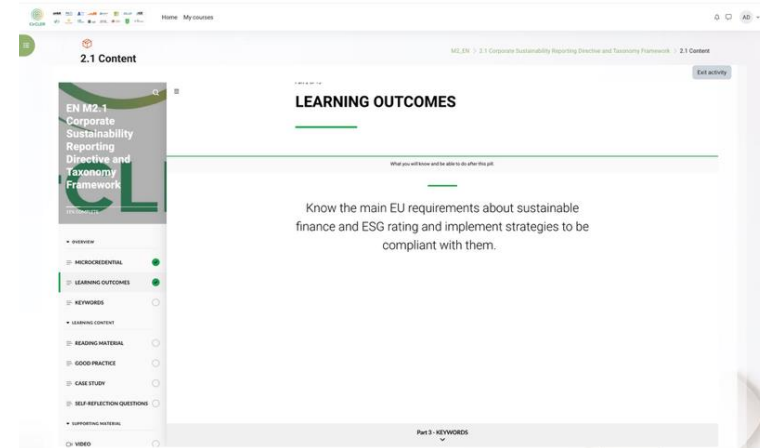 Home My courses
AD
2.1 Content
M2_EN / 2.1 Corporate Sustainability Reporting Directive and Taxonomy Framework / 2.1 Content
Exit activity
EN M2.1
Corporate
Sustainability
Reporting
Directive and
Taxonomy
Framework
OVERVIEW
MICROCREDENTIAL
LEARNING OUTCOMES
KEYWORDS
LEARNING CONTENT
READING MATERIAL
GOOD PRACTICE
CASE STUDY
SELF-REFLECTION QUESTIONS
SUPPORTING MATERIAL
VIDEO
LEARNING OUTCOMES
What you will know and be able to do after this pill:
Know the main EU requirements about sustainable
finance and ESG rating and implement strategies to be
compliant with them.
Part 3 - KEYWORDS